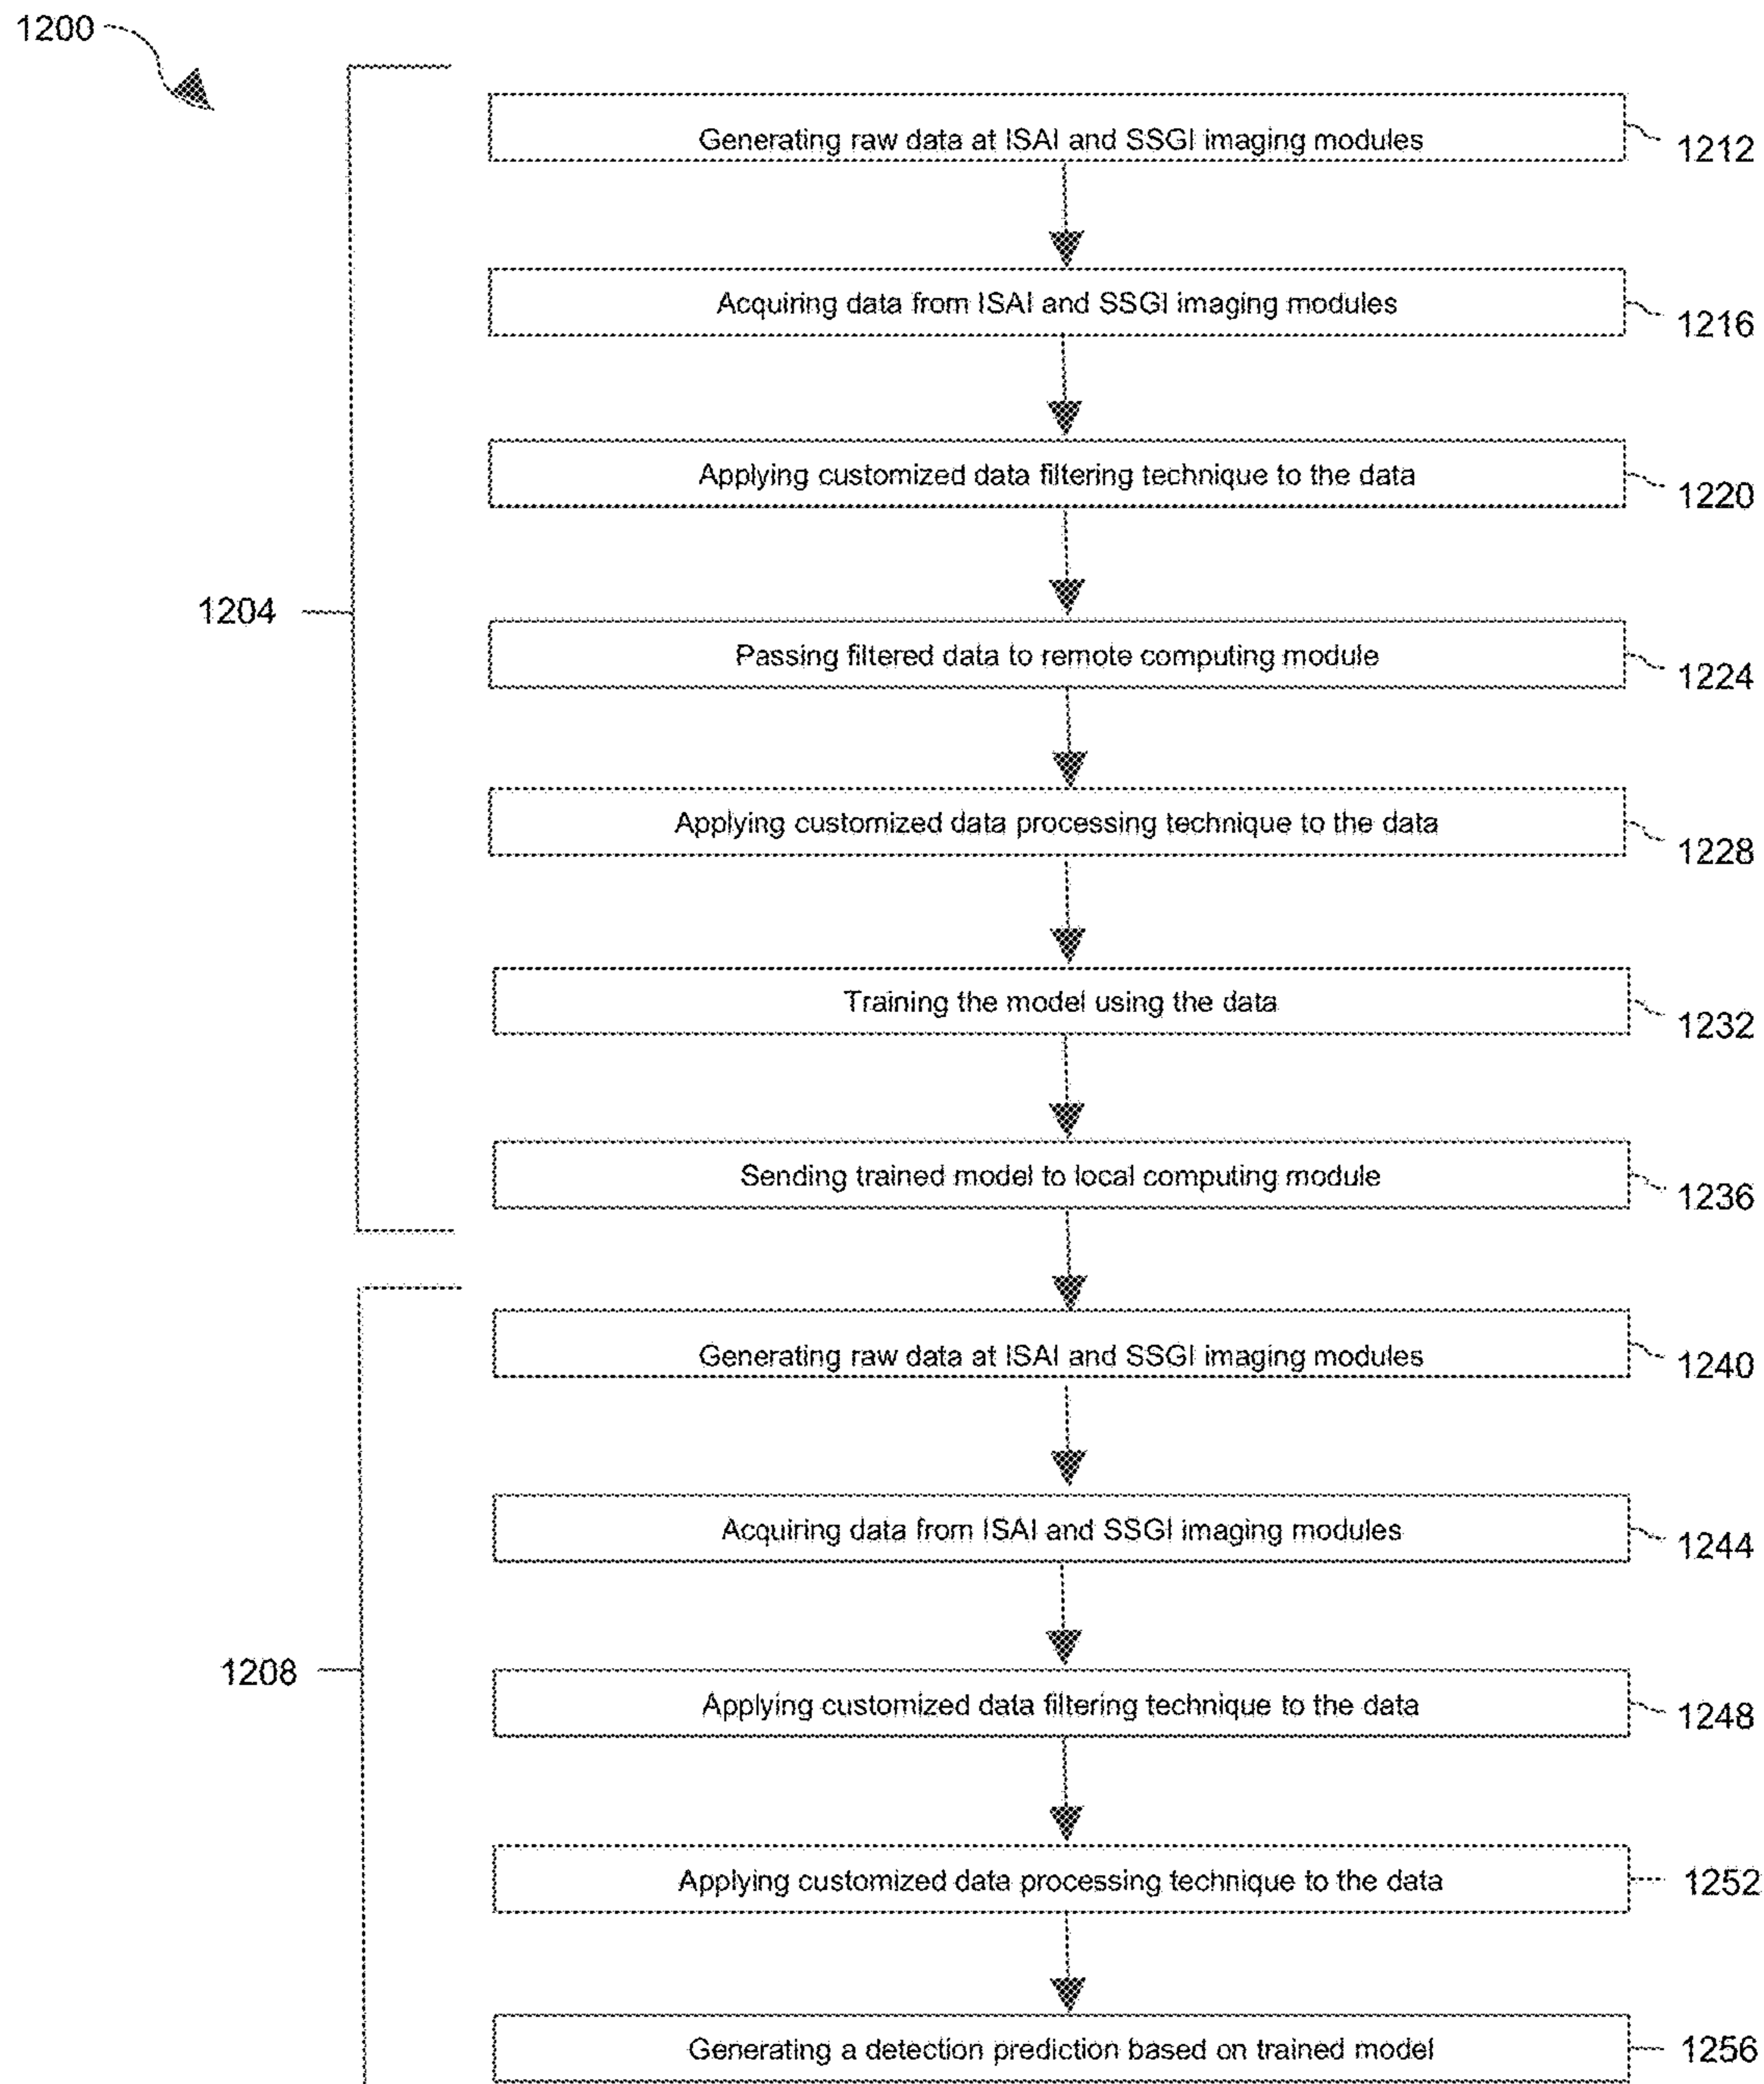 1200
Generating raw data at ISAI and SSGI imaging modules
1212
Acquiring data from ISAI and SSGI imaging modules
1216
Applying customized data filtering technique to the data
1220
1204
Passing filtered data to remote computing module
1224
Applying customized data processing technique to the data
1228
Training the model using the data
1232
Sending trained model to local computing module
1236
Generating raw data at ISAI and SSGI imaging modules
1240
Acquiring data from ISAI and SSGI imaging modules
1244
1208
Applying customized data filtering technique to the data
1248
Applying customized data processing technique to the data
1252
Generating a detection prediction based on trained model
1256